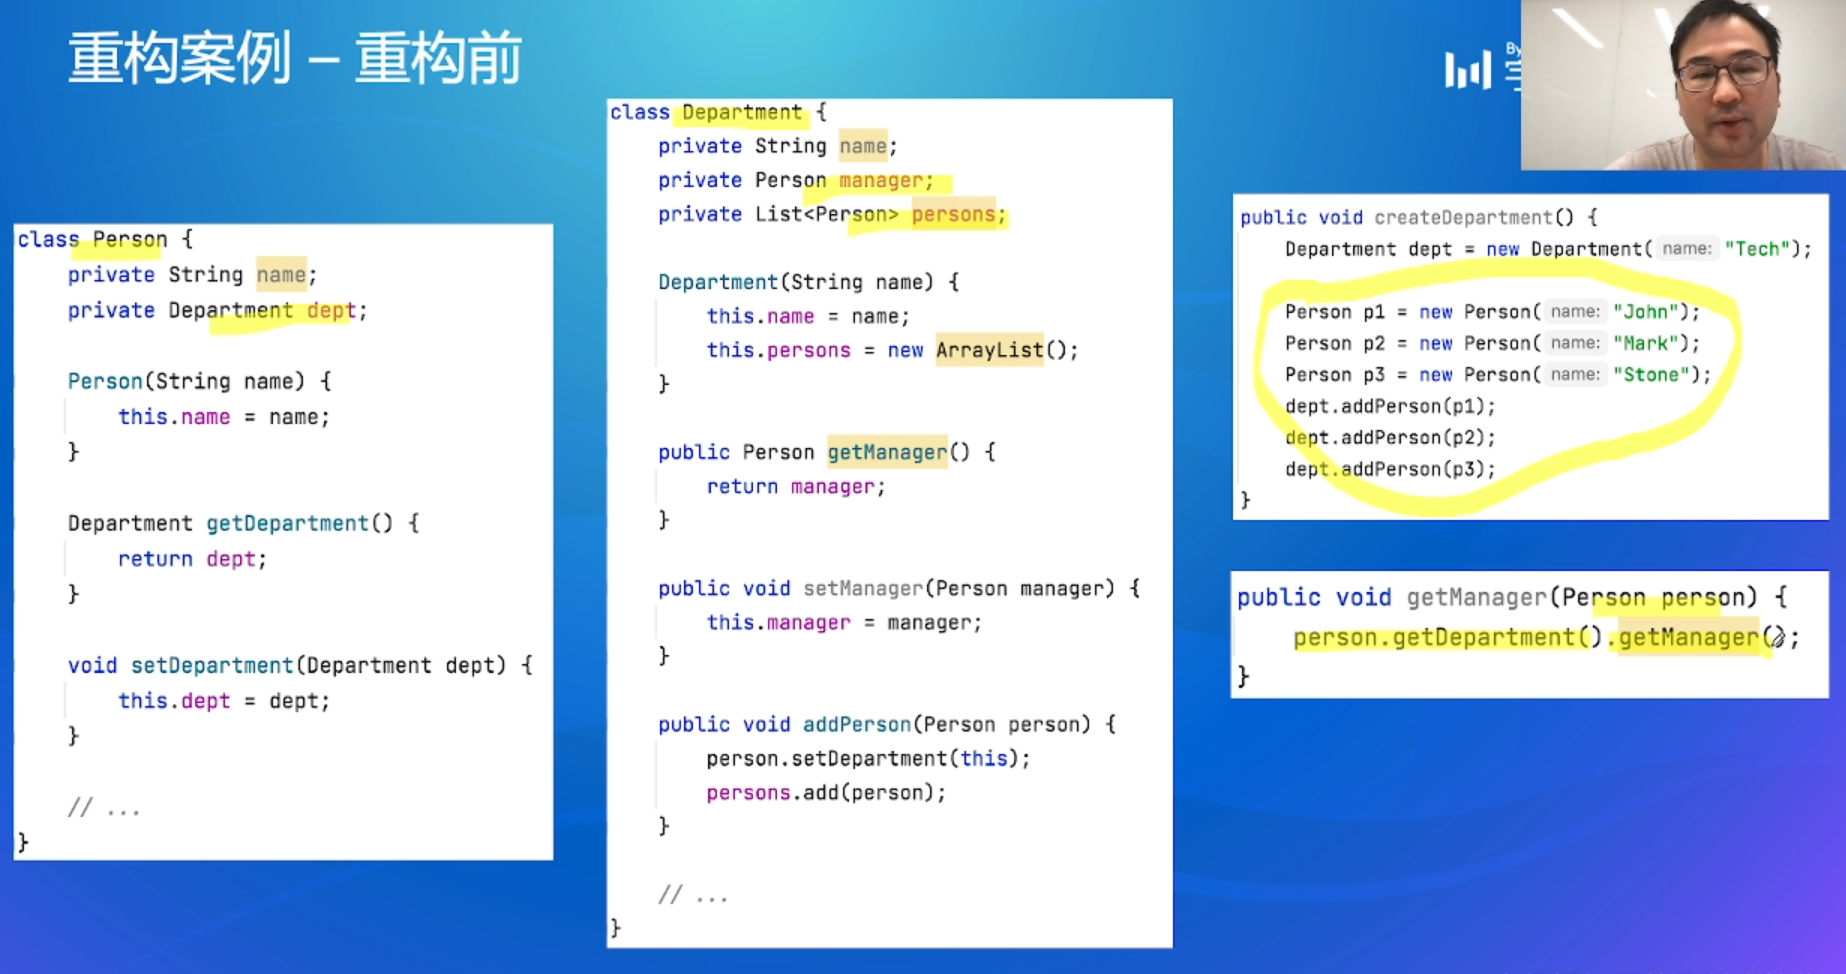 重构案例 – 重构前
By
class Person {
private String name;
private Department dept;
Person(String name) {
this.name = name;
}
Department getDepartment() {
return dept;
}
void setDepartment(Department dept) {
this.dept = dept;
}
// ...
}
class Department {
private String name;
private Person manager;
private List<Person> persons;
Department(String name) {
this.name = name;
this.persons = new ArrayList();
}
public Person getManager() {
return manager;
}
public void setManager(Person manager) {
this.manager = manager;
}
public void addPerson(Person person) {
person.setDepartment(this);
persons.add(person);
}
// ...
}
public void createDepartment() {
Department dept = new Department( name: "Tech");
Person p1 = new Person( name: "John");
Person p2 = new Person( name: "Mark");
Person p3 = new Person( name: "Stone");
dept.addPerson(p1);
dept.addPerson(p2);
dept.addPerson(p3);
}
public void getManager(Person person) {
person.getDepartment().getManager();
}